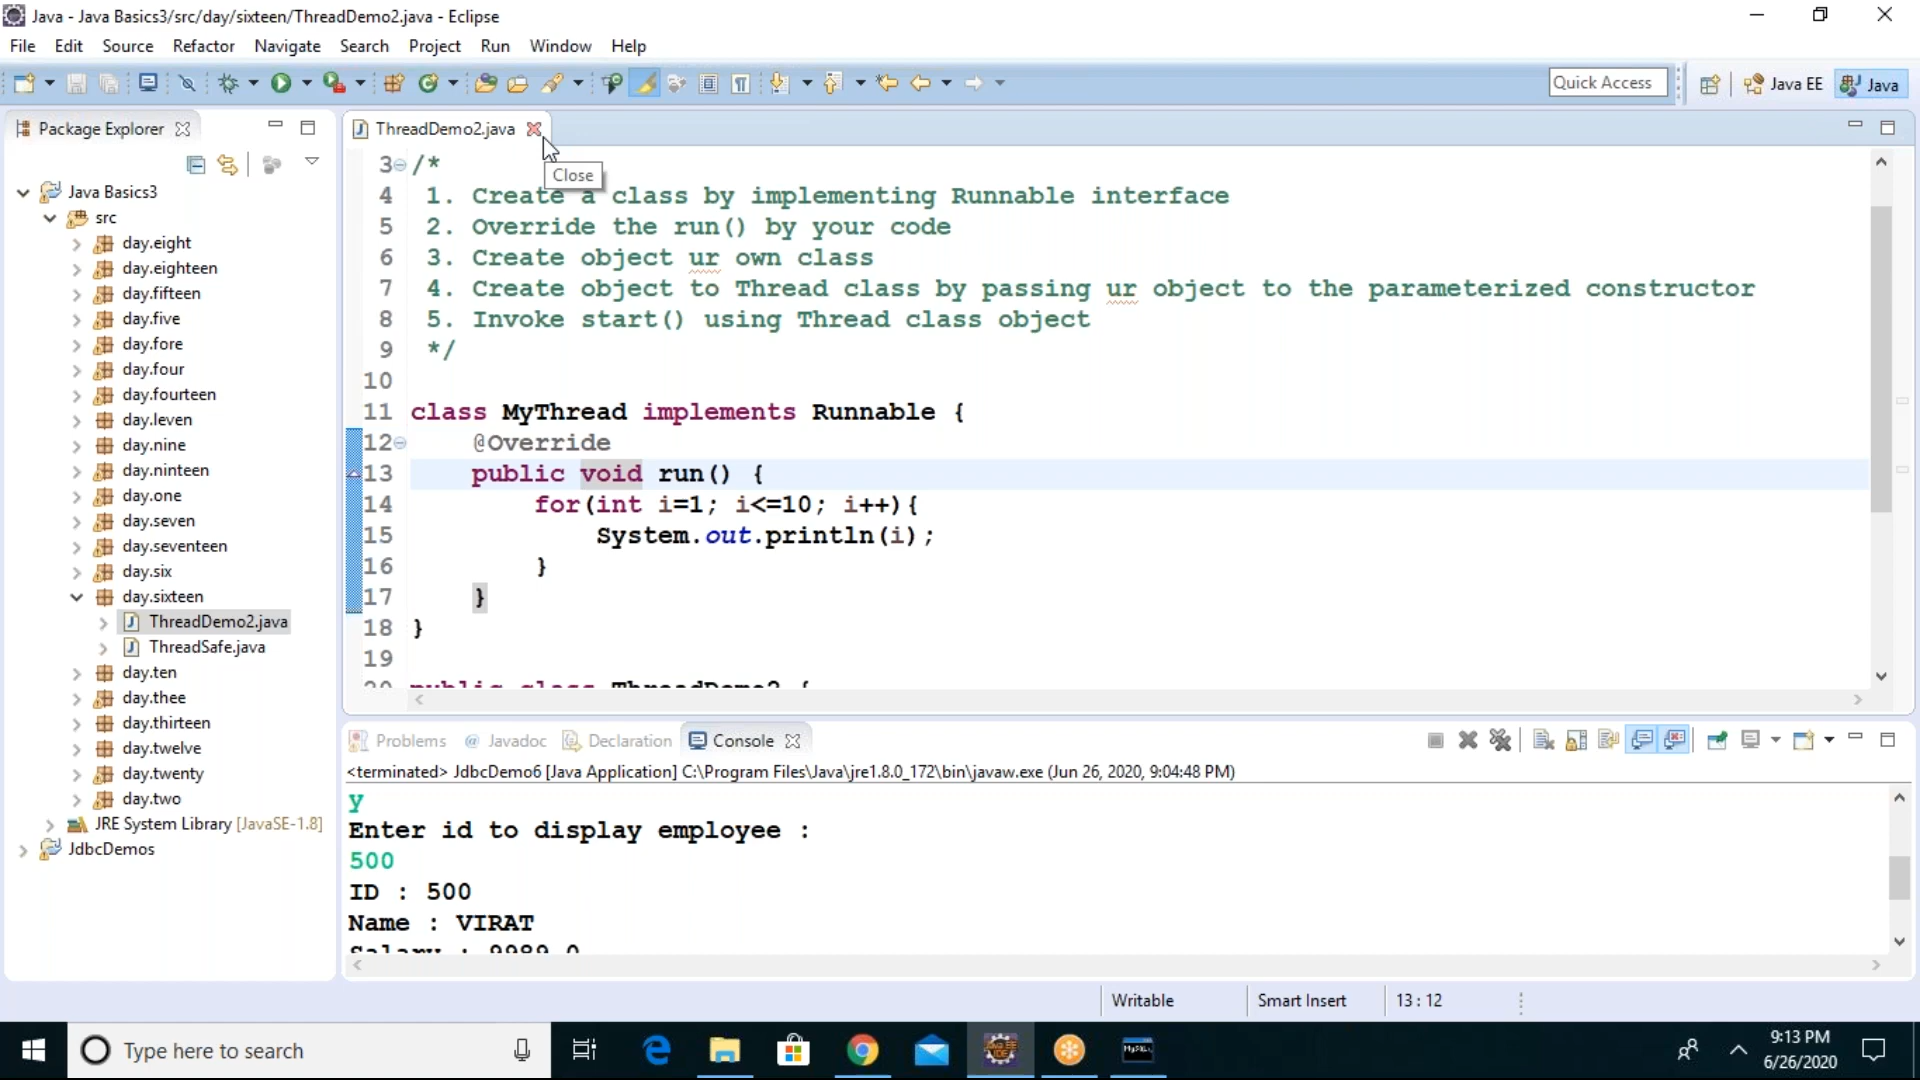 Java - Java Basics3/src/day/sixteen/ThreadDemo2.java - Eclipse
File Edit Source Refactor Navigate Search Project Run Window Help
Quick Access Java EE Java
Package Explorer
Java Basics3
src
day.eight
day.eighteen
day.fifteen
day.five
day.fore
day.four
day.fourteen
day.leven
day.nine
day.ninteen
day.one
day.seven
day.seventeen
day.six
day.sixteen
ThreadDemo2.java
ThreadSafe.java
day.ten
day.thee
day.thirteen
day.twelve
day.twenty
day.two
JRE System Library [JavaSE-1.8]
JdbcDemos
ThreadDemo2.java
Close
3 /*
4 1. Create a class by implementing Runnable interface
5 2. Override the run() by your code
6 3. Create object ur own class
7 4. Create object to Thread class by passing ur object to the parameterized constructor
8 5. Invoke start() using Thread class object
9 */
10
11 class MyThread implements Runnable {
12 @Override
13 public void run() {
14 for(int i=1; i<=10; i++){
15 System.out.println(i);
16 }
17 }
18 }
19
20 public class ThreadDemo2 {
Problems @ Javadoc Declaration Console
<terminated> JdbcDemo6 [Java Application] C:\Program Files\Java\jre1.8.0_172\bin\javaw.exe (Jun 26, 2020, 9:04:48 PM)
y
Enter id to display employee :
500
ID : 500
Name : VIRAT
Salary : 9989.0
Writable Smart Insert 13 : 12
Type here to search
9:13 PM
6/26/2020